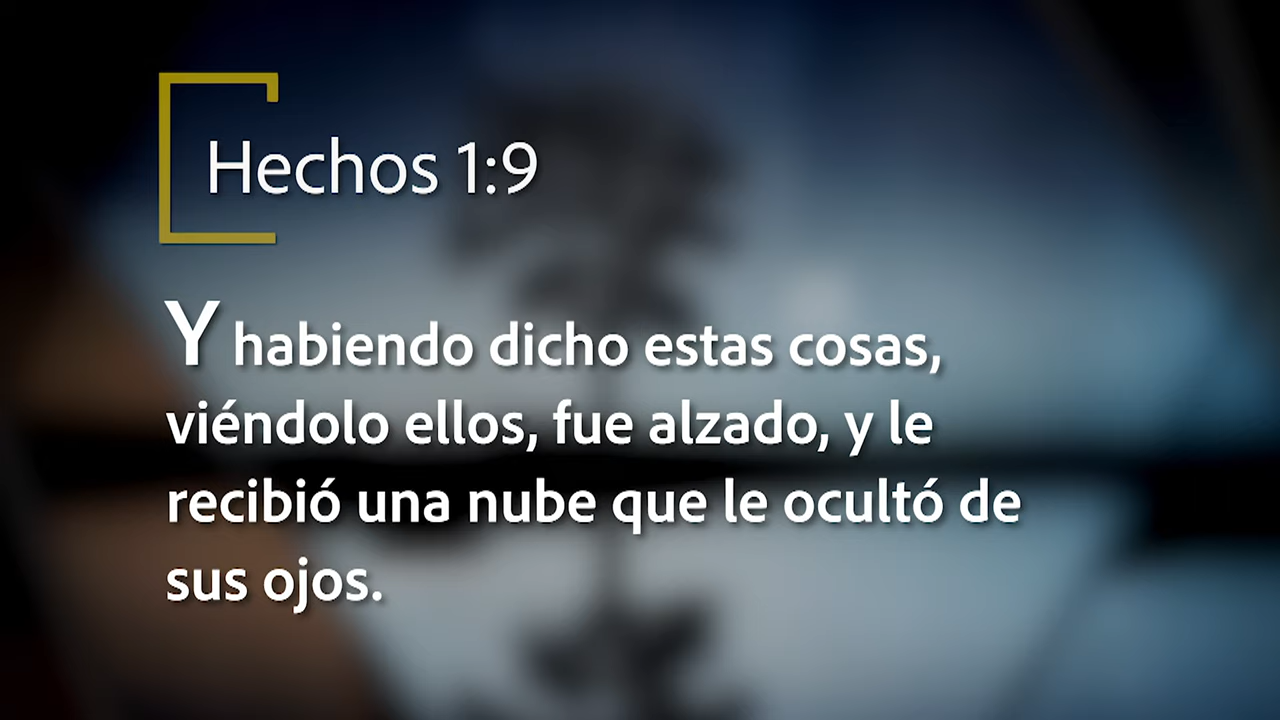 Hechos 1:9
Y habiendo dicho estas cosas,
viéndolo ellos, fue alzado, y le
recibió una nube que le ocultó de
sus ojos.